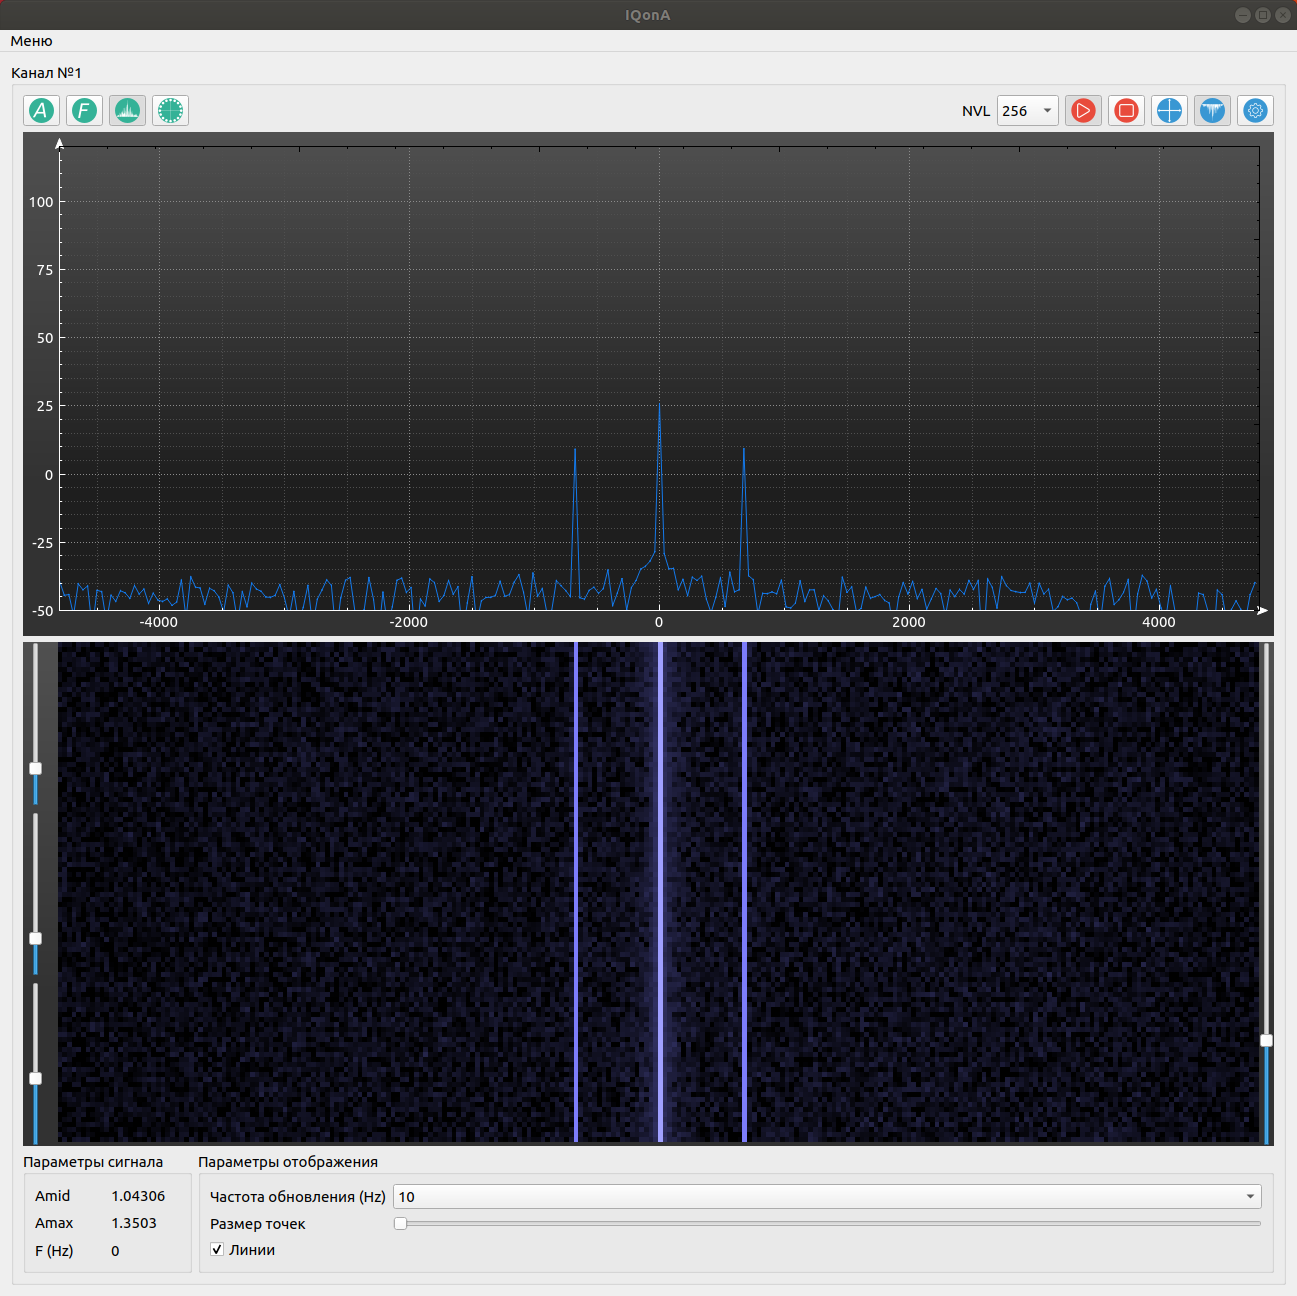 IQonA
Меню
Канал №1
A F NVL 256
100
75
50
25
0
-25
-50
-4000 -2000 0 2000 4000
Параметры сигнала Параметры отображения
Amid 1.04306 Частота обновления (Hz) 10
Amax 1.3503 Размер точек
F (Hz) 0 Линии